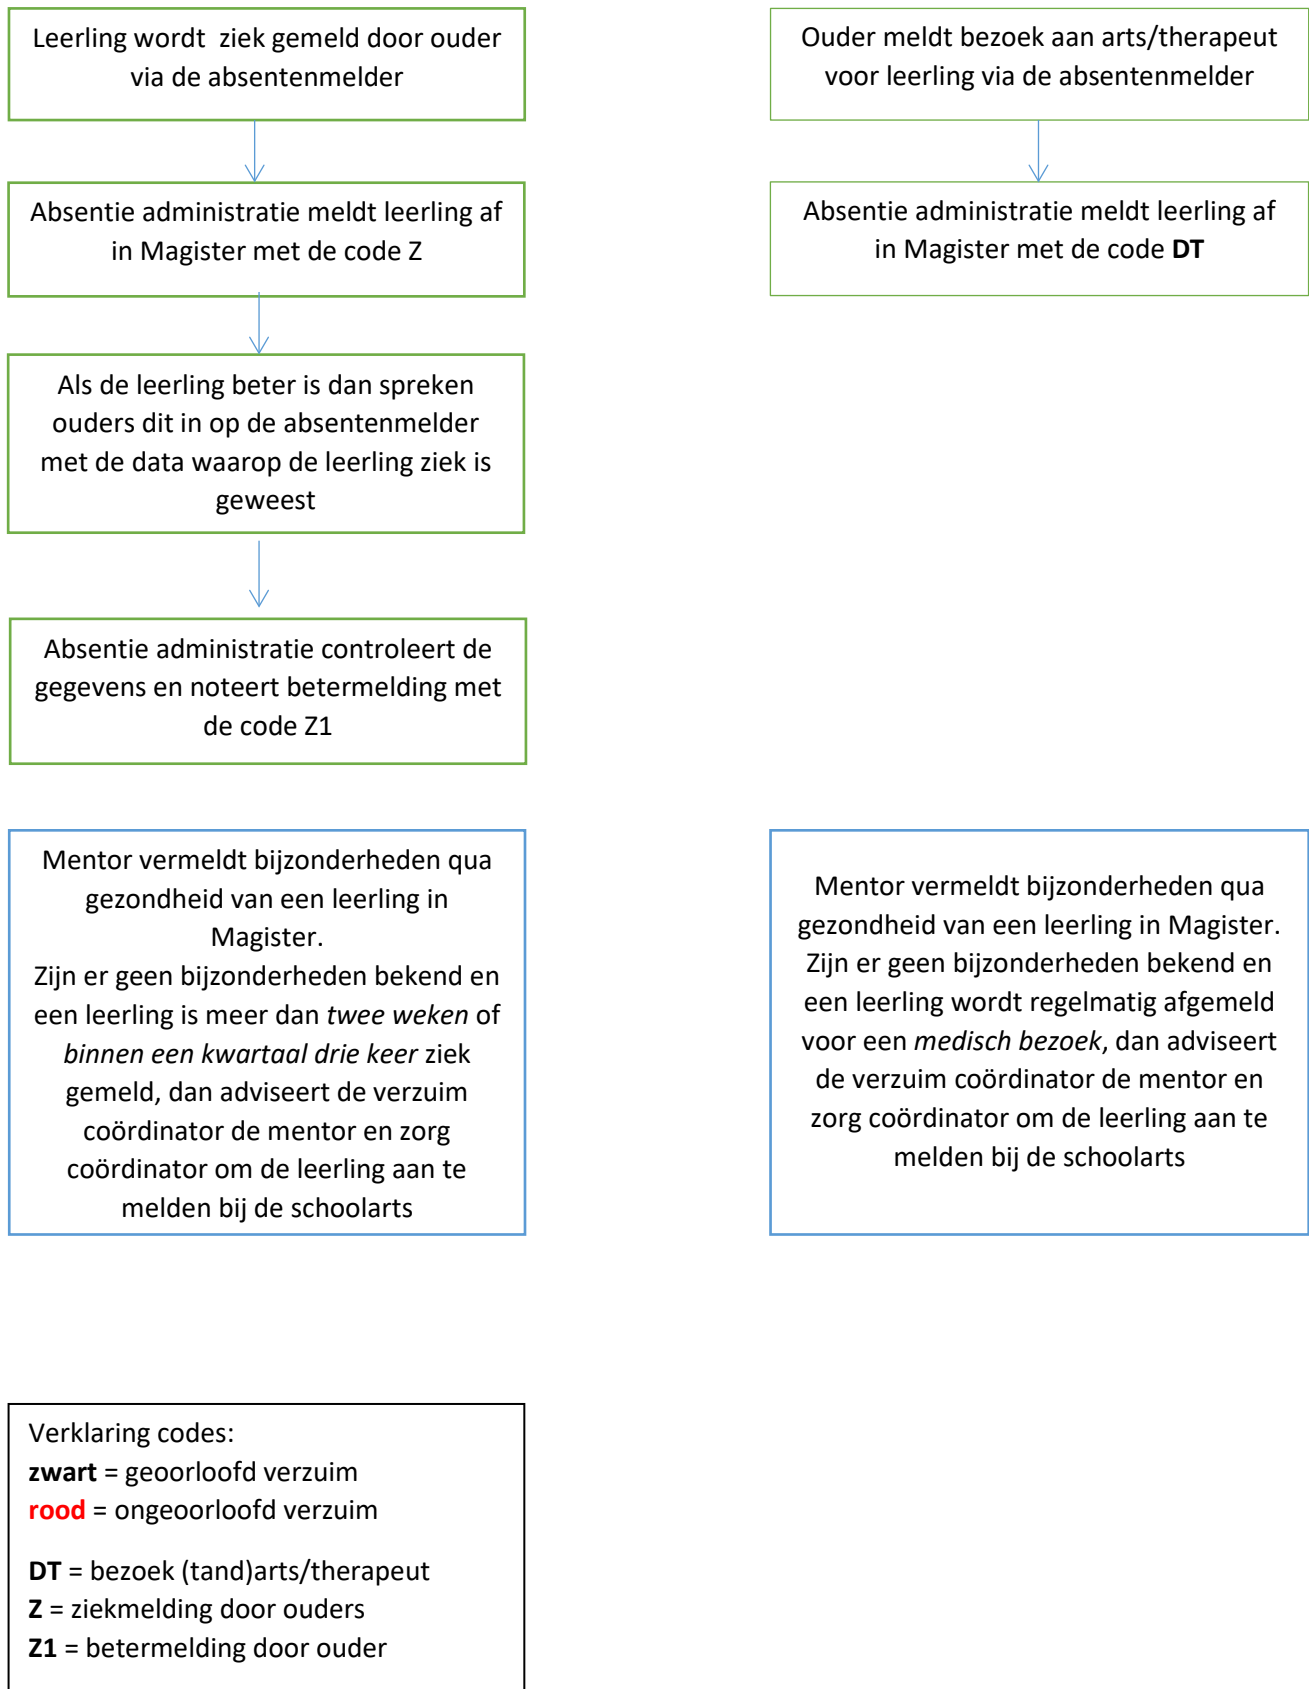 Leerling wordt  ziek gemeld door ouder
via de absentenmelder
Absentie administratie meldt leerling af
in Magister met de code Z
Als de leerling beter is dan spreken
ouders dit in op de absentenmelder
met de data waarop de leerling ziek is
geweest
Absentie administratie controleert de
gegevens en noteert betermelding met
de code Z1
Mentor vermeldt bijzonderheden qua
gezondheid van een leerling in
Magister.
Zijn er geen bijzonderheden bekend en
een leerling is meer dan twee weken of
binnen een kwartaal drie keer ziek
gemeld, dan adviseert de verzuim
coördinator de mentor en zorg
coördinator om de leerling aan te
melden bij de schoolarts
Ouder meldt bezoek aan arts/therapeut
voor leerling via de absentenmelder
Absentie administratie meldt leerling af
in Magister met de code DT
Mentor vermeldt bijzonderheden qua
gezondheid van een leerling in Magister.
Zijn er geen bijzonderheden bekend en
een leerling wordt regelmatig afgemeld
voor een medisch bezoek, dan adviseert
de verzuim coördinator de mentor en
zorg coördinator om de leerling aan te
melden bij de schoolarts
Verklaring codes:
zwart = geoorloofd verzuim
rood = ongeoorloofd verzuim
DT = bezoek (tand)arts/therapeut
Z = ziekmelding door ouders
Z1 = betermelding door ouder